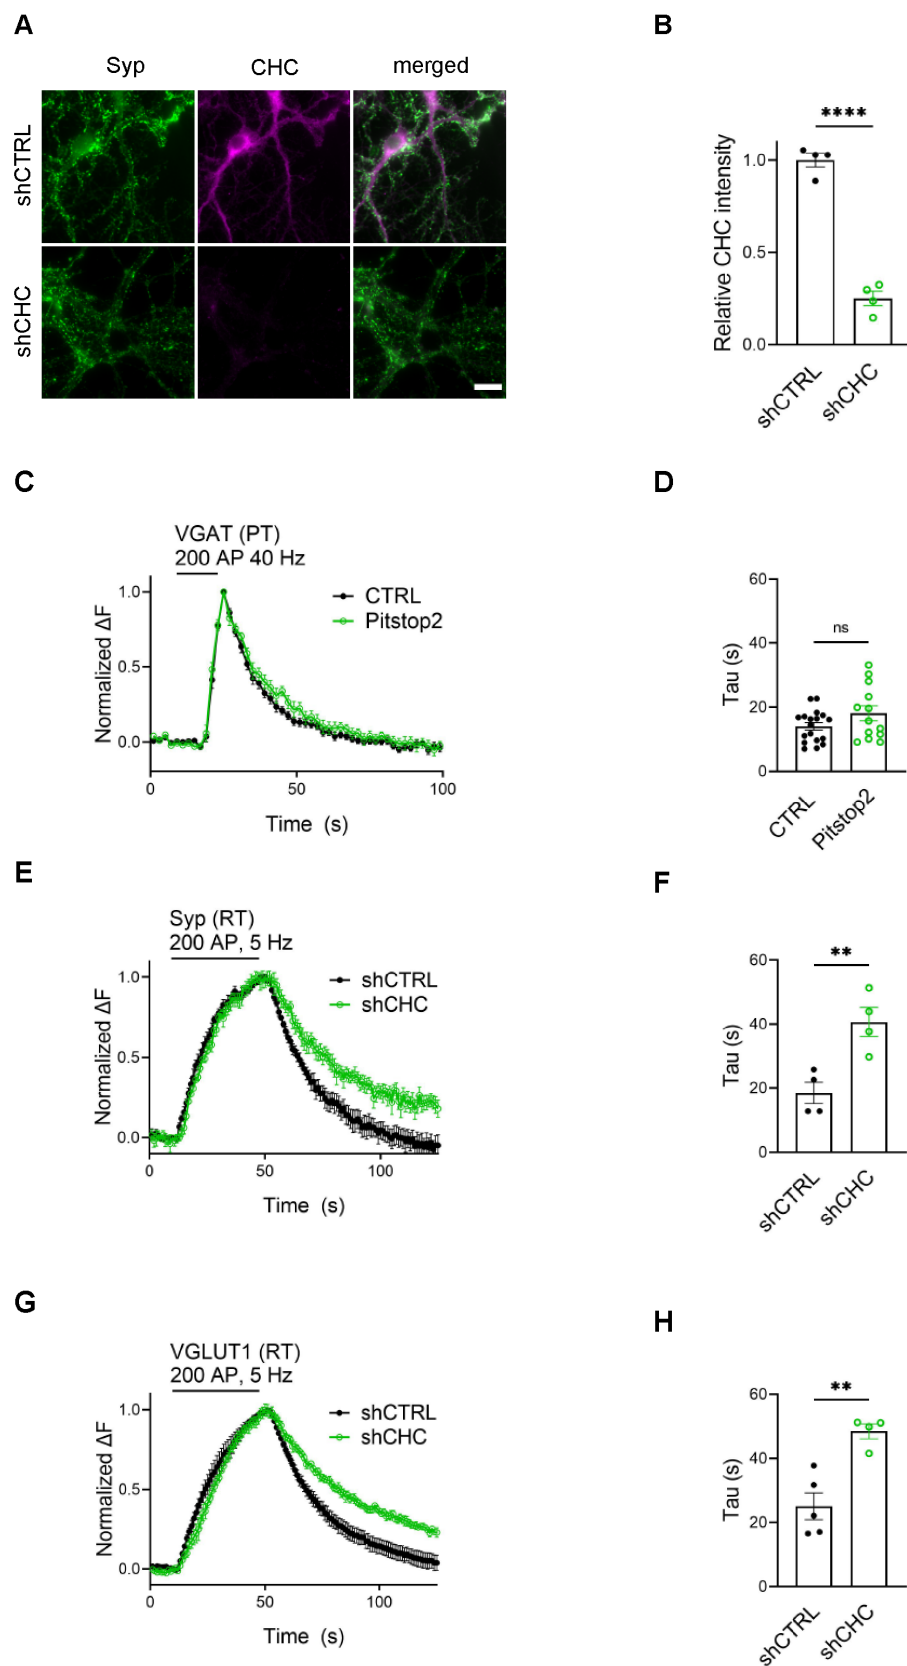 A
B
Syp
CHC
merged
shCTRL
shCHC
****
Relative CHC intensity
1.0
0.5
0.0
shCTRL
shCHC
C
D
VGAT (PT)
200 AP 40 Hz
CTRL
Pitstop2
Normalized ΔF
1.0
0.5
0.0
0
50
100
Time (s)
ns
Tau (s)
60
40
20
0
CTRL
Pitstop2
E
F
Syp (RT)
200 AP, 5 Hz
shCTRL
shCHC
Normalized ΔF
1.0
0.5
0.0
0
50
100
Time (s)
**
Tau (s)
60
40
20
0
shCTRL
shCHC
G
H
VGLUT1 (RT)
200 AP, 5 Hz
shCTRL
shCHC
Normalized ΔF
1.0
0.5
0.0
0
50
100
Time (s)
**
Tau (s)
60
40
20
0
shCTRL
shCHC